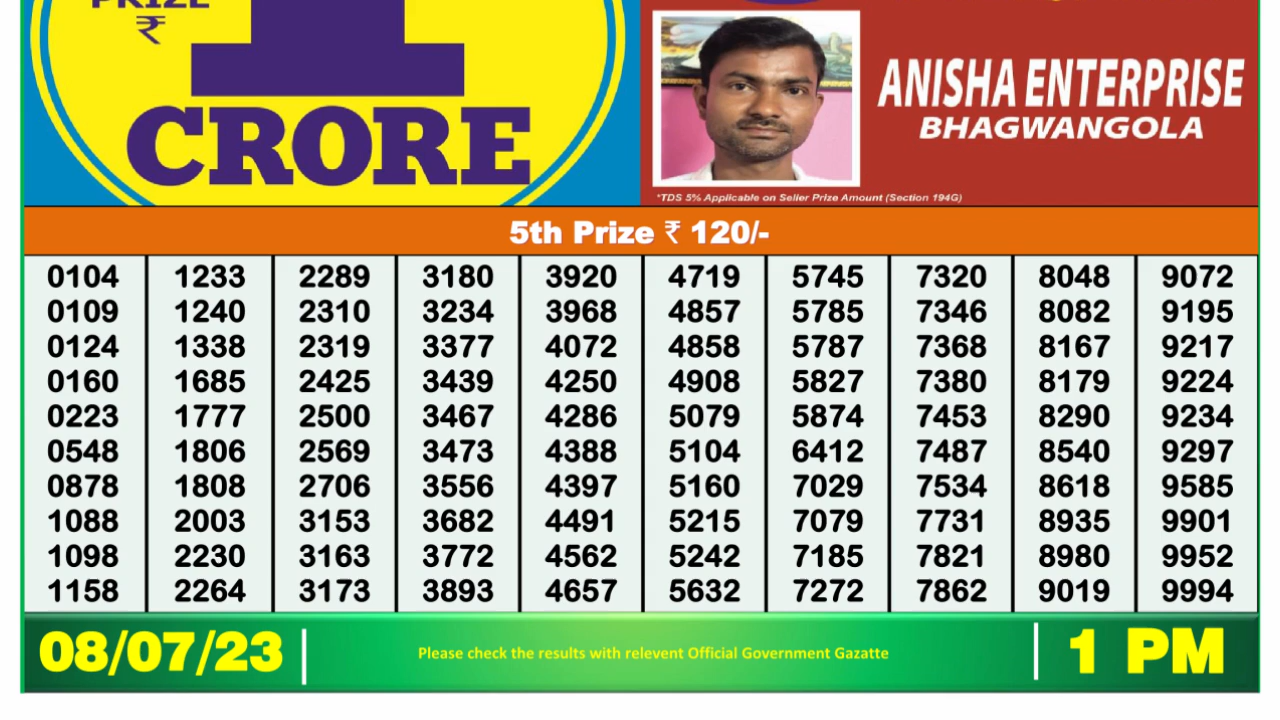 PRIZE
₹
1
CRORE
ANISHA ENTERPRISE
BHAGWANGOLA
*TDS 5% Applicable on Seller Prize Amount (Section 194G)
5th Prize ₹ 120/-
0104 1233 2289 3180 3920 4719 5745 7320 8048 9072
0109 1240 2310 3234 3968 4857 5785 7346 8082 9195
0124 1338 2319 3377 4072 4858 5787 7368 8167 9217
0160 1685 2425 3439 4250 4908 5827 7380 8179 9224
0223 1777 2500 3467 4286 5079 5874 7453 8290 9234
0548 1806 2569 3473 4388 5104 6412 7487 8540 9297
0878 1808 2706 3556 4397 5160 7029 7534 8618 9585
1088 2003 3153 3682 4491 5215 7079 7731 8935 9901
1098 2230 3163 3772 4562 5242 7185 7821 8980 9952
1158 2264 3173 3893 4657 5632 7272 7862 9019 9994
08/07/23
Please check the results with relevent Official Government Gazatte
1 PM